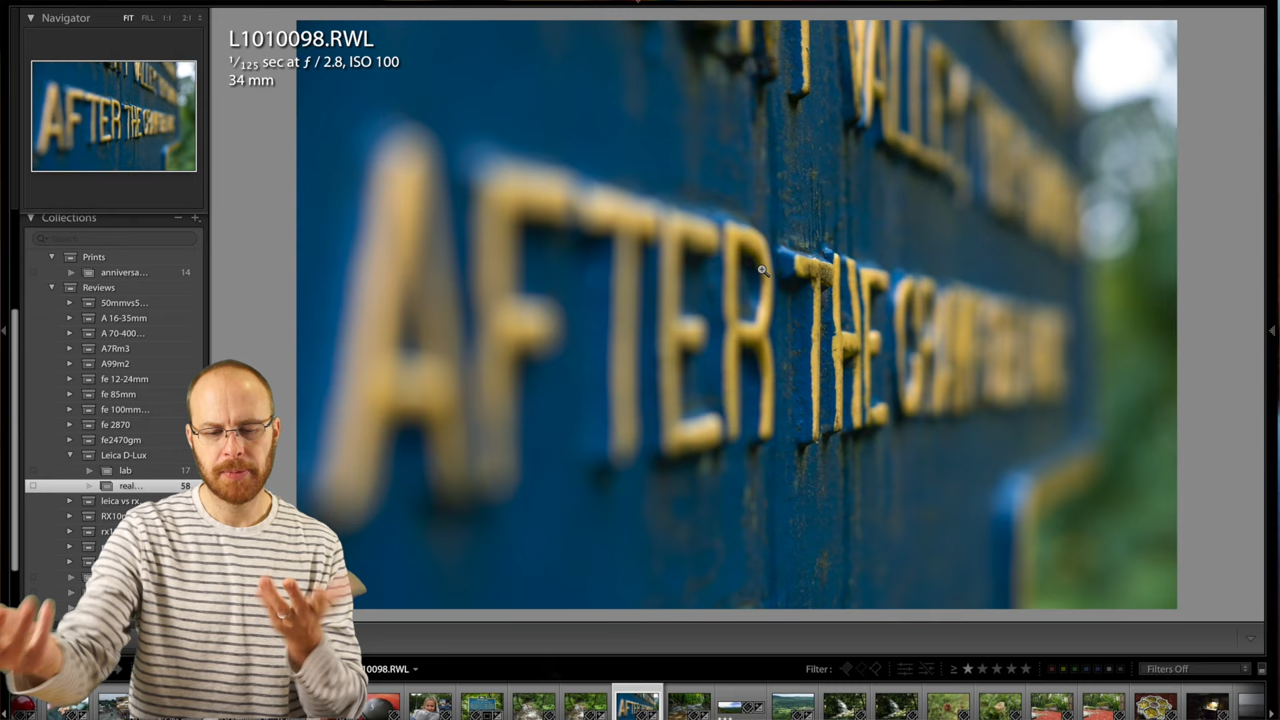 Navigator
FIT FILL 1:1 2:1
Collections
Search
Prints
anniversa... 14
Reviews
50mmvs5...
A 16-35mm
A 70-400...
A7Rm3
A99m2
fe 12-24mm
fe 85mm
fe 100mm...
fe 2870
fe2470gm
Leica D-Lux
lab 17
real... 58
leica vs rx
L1010098.RWL
1/125 sec at ƒ / 2.8, ISO 100
34 mm
AFTER THE
0098.RWL
Filter:
≥
Filters Off